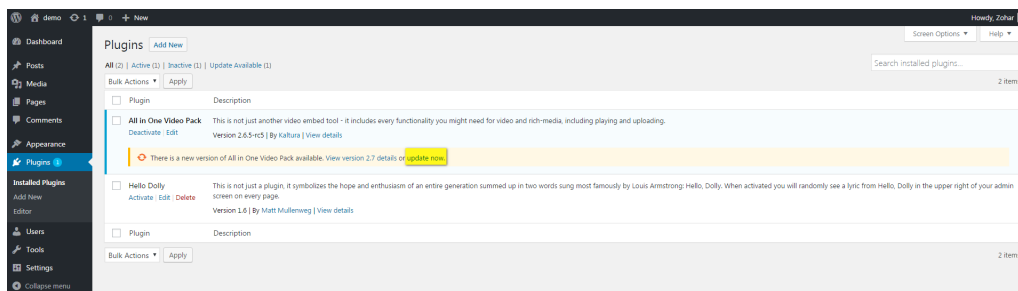 demo 1 0 + New Howdy, Zohar
Dashboard
Posts
Media
Pages
Comments
Appearance
Plugins 1
Installed Plugins
Add New
Editor
Users
Tools
Settings
Collapse menu
Screen Options ▼ Help ▼
Plugins Add New
All (2) | Active (1) | Inactive (1) | Update Available (1)
Search installed plugins...
Bulk Actions ▼ Apply 2 item
Plugin Description
All in One Video Pack This is not just another video embed tool - it includes every functionality you might need for video and rich-media, including playing and uploading.
Deactivate | Edit Version 2.6.5-rc5 | By Kaltura | View details
There is a new version of All in One Video Pack available. View version 2.7 details or update now.
Hello Dolly This is not just a plugin, it symbolizes the hope and enthusiasm of an entire generation summed up in two words sung most famously by Louis Armstrong: Hello, Dolly. When activated you will randomly see a lyric from Hello, Dolly in the upper right of your admin
Activate | Edit | Delete screen on every page.
Version 1.6 | By Matt Mullenweg | View details
Plugin Description
Bulk Actions ▼ Apply 2 item